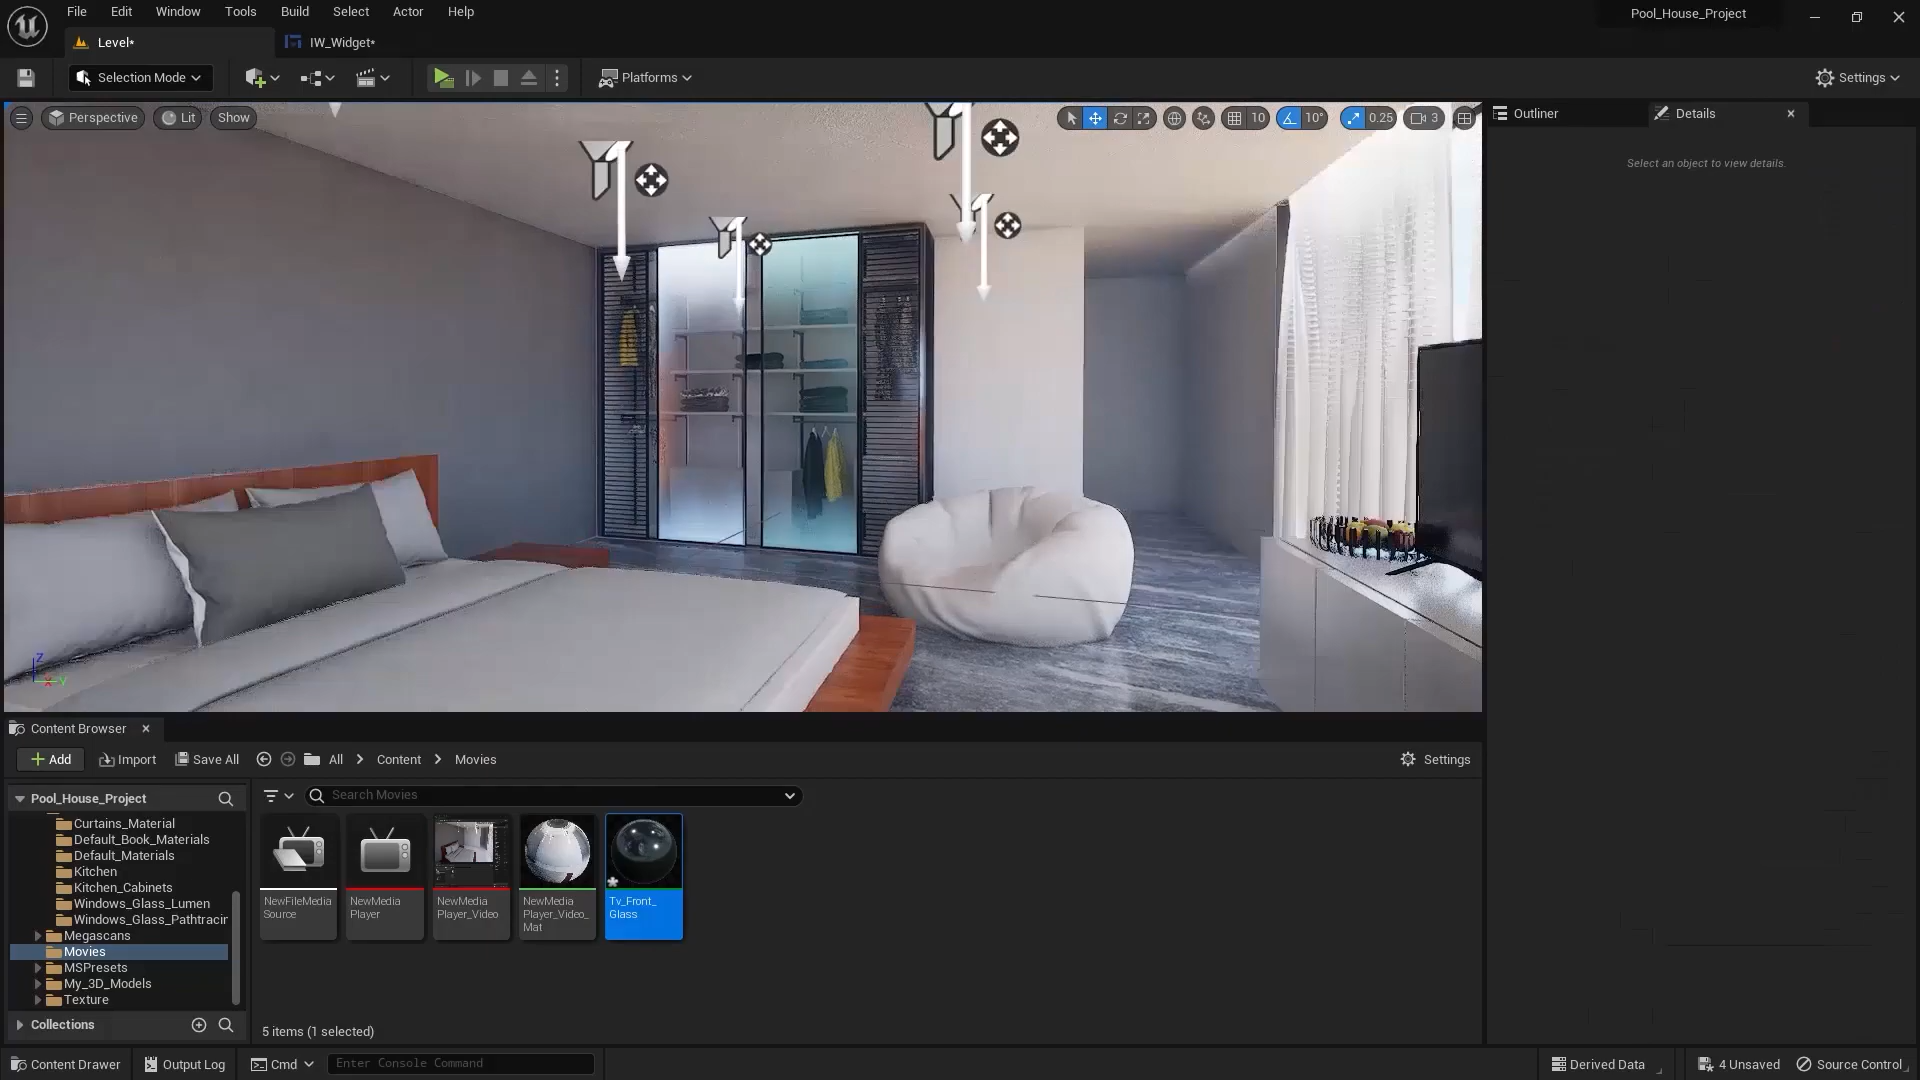 File Edit Window Tools Build Select Actor Help
Pool_House_Project
Level*
IW_Widget*
Selection Mode
Platforms
Settings
Perspective
Lit
Show
10
10°
0.25
3
Outliner
Details
Select an object to view details.
Z
X
Y
Content Browser
Add
Import
Save All
All
Content
Movies
Settings
Pool_House_Project
Curtains_Material
Default_Book_Materials
Default_Materials
Kitchen
Kitchen_Cabinets
Windows_Glass_Lumen
Windows_Glass_Pathtracir
Megascans
Movies
MSPresets
My_3D_Models
Texture
Collections
Search Movies
NewFileMedia
Source
NewMedia
Player
NewMedia
Player_Video
NewMedia
Player_Video_
Mat
Tv_Front_
Glass
5 items (1 selected)
Content Drawer
Output Log
Cmd
Enter Console Command
Derived Data
4 Unsaved
Source Control